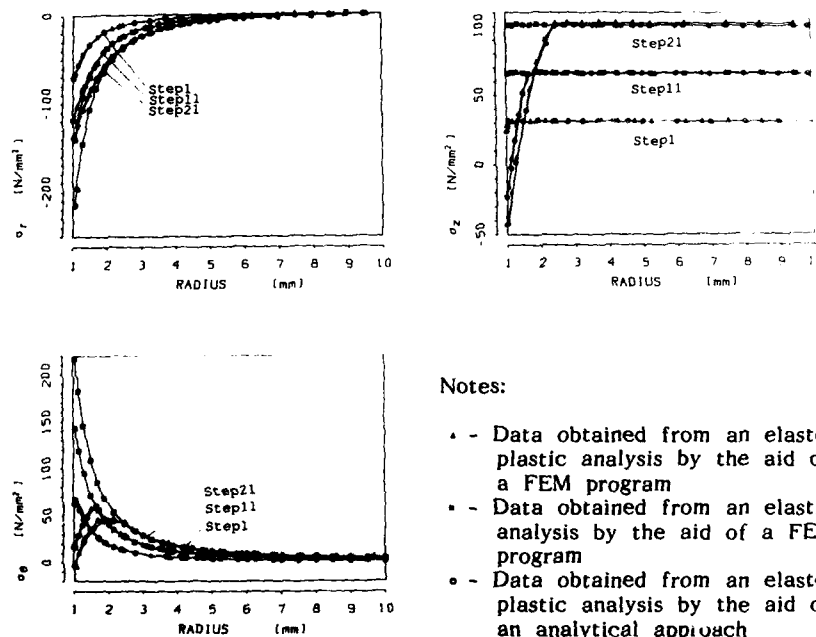 0
-100
-200
σr [N/mm²]
Step1
Step11
Step21
1 2 3 4 5 6 7 8 9 10
RADIUS [mm]
100
50
0
-50
σz [N/mm²]
Step21
Step11
Step1
1 2 3 4 5 6 7 8 9 1
RADIUS [mm]
200
150
100
50
0
σθ [N/mm²]
Step21
Step11
Step1
1 2 3 4 5 6 7 8 9 10
RADIUS [mm]
Notes:
▲ - Data obtained from an elasto
plastic analysis by the aid o
a FEM program
■ - Data obtained from an elasti
analysis by the aid of a FE
program
o - Data obtained from an elasto
plastic analysis by the aid o
an analytical approach